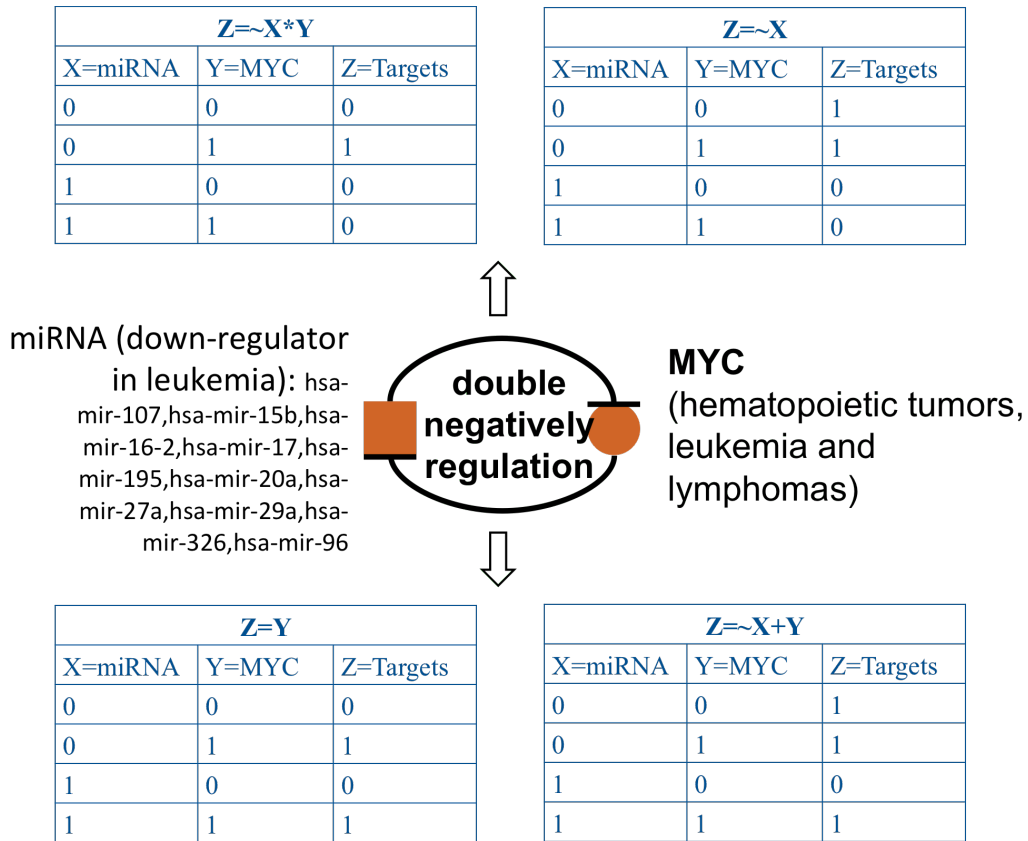 Z=~X*Y
X=miRNA Y=MYC Z=Targets
0 0 0
0 1 1
1 0 0
1 1 0
Z=~X
X=miRNA Y=MYC Z=Targets
0 0 1
0 1 1
1 0 0
1 1 0
miRNA (down-regulator
in leukemia): hsa-
mir-107,hsa-mir-15b,hsa-
mir-16-2,hsa-mir-17,hsa-
mir-195,hsa-mir-20a,hsa-
mir-27a,hsa-mir-29a,hsa-
mir-326,hsa-mir-96
double
negatively
regulation
MYC
(hematopoietic tumors,
leukemia and
lymphomas)
Z=Y
X=miRNA Y=MYC Z=Targets
0 0 0
0 1 1
1 0 0
1 1 1
Z=~X+Y
X=miRNA Y=MYC Z=Targets
0 0 1
0 1 1
1 0 0
1 1 1